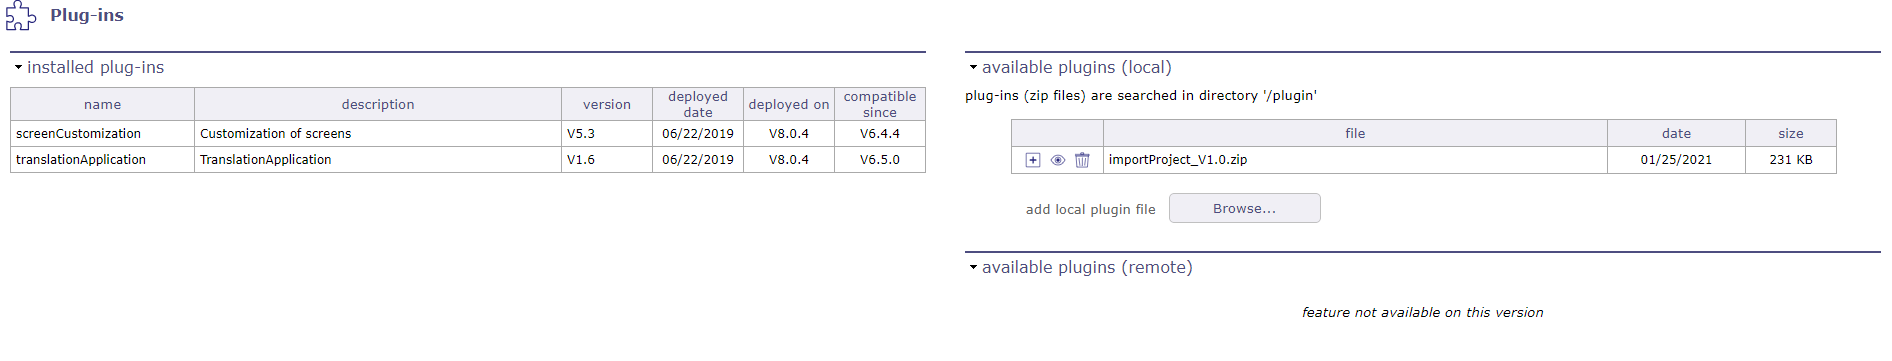 Plug-ins
installed plug-ins
name description version deployed date deployed on compatible since
screenCustomization Customization of screens V5.3 06/22/2019 V8.0.4 V6.4.4
translationApplication TranslationApplication V1.6 06/22/2019 V8.0.4 V6.5.0
available plugins (local)
plug-ins (zip files) are searched in directory '/plugin'
file date size
importProject_V1.0.zip 01/25/2021 231 KB
add local plugin file Browse...
available plugins (remote)
feature not available on this version